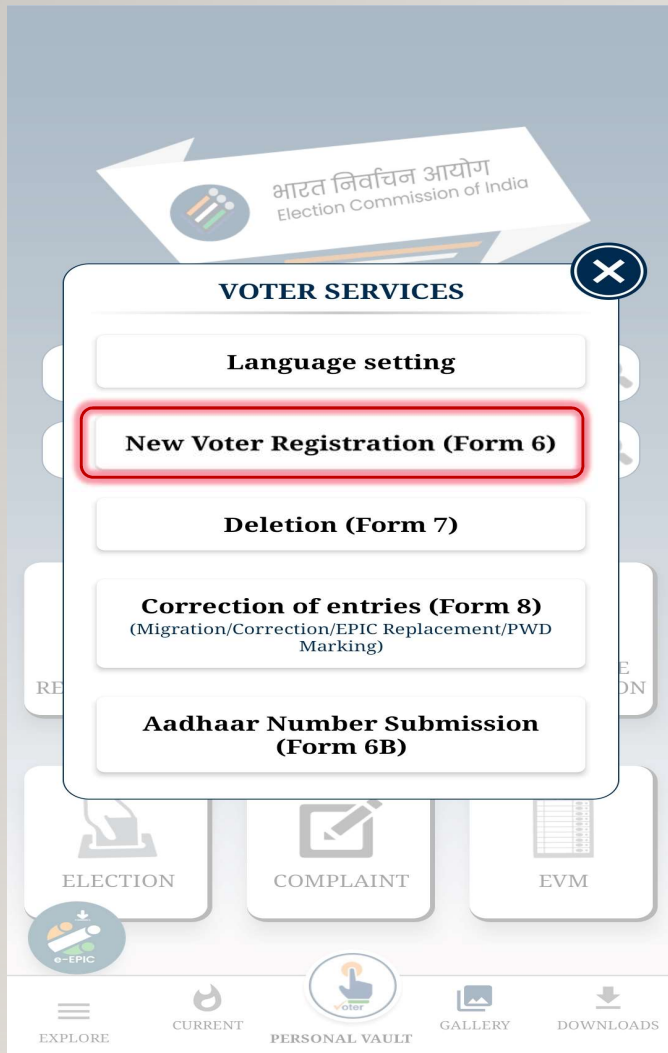 भारत निर्वाचन आयोग
Election Commission of India
VOTER SERVICES
Language setting
New Voter Registration (Form 6)
Deletion (Form 7)
Correction of entries (Form 8)
(Migration/Correction/EPIC Replacement/PWD
Marking)
Aadhaar Number Submission
(Form 6B)
ELECTION
COMPLAINT
EVM
e-EPIC
voter
EXPLORE
CURRENT
PERSONAL VAULT
GALLERY
DOWNLOADS